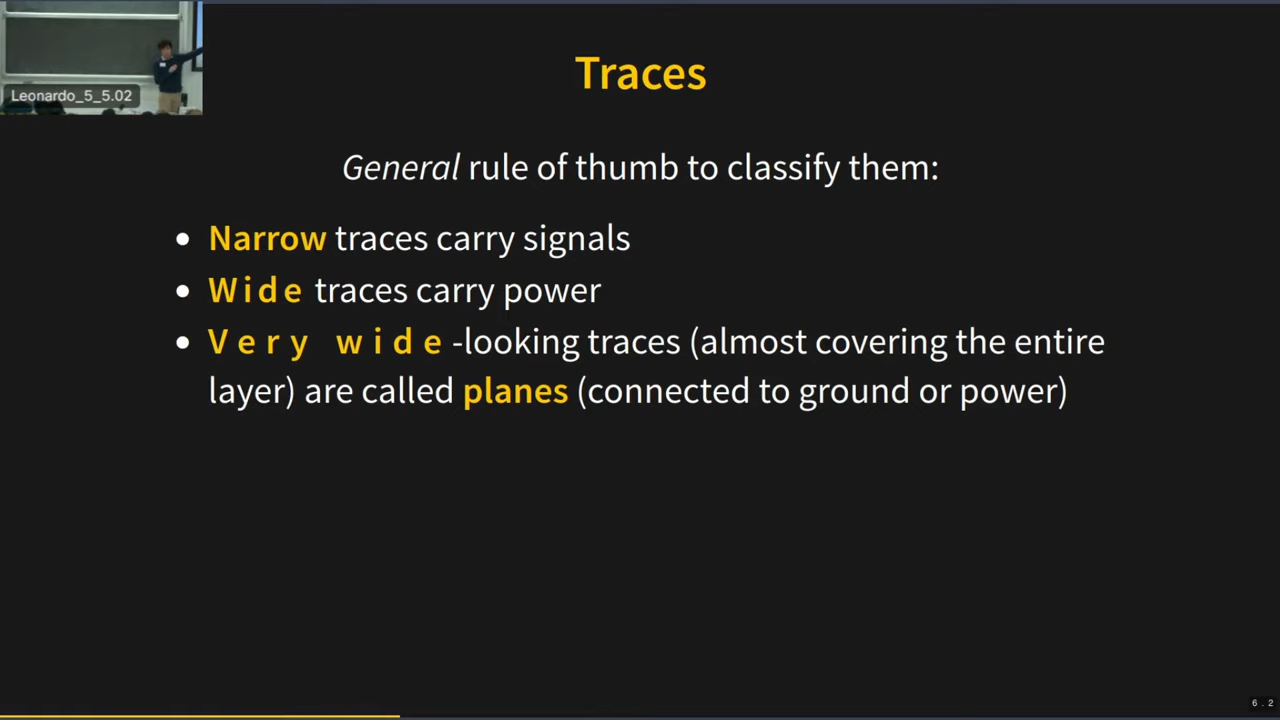 Leonardo_5_5.02
Traces
General rule of thumb to classify them:
Narrow traces carry signals
Wide traces carry power
Very wide -looking traces (almost covering the entire
layer) are called planes (connected to ground or power)
6.2